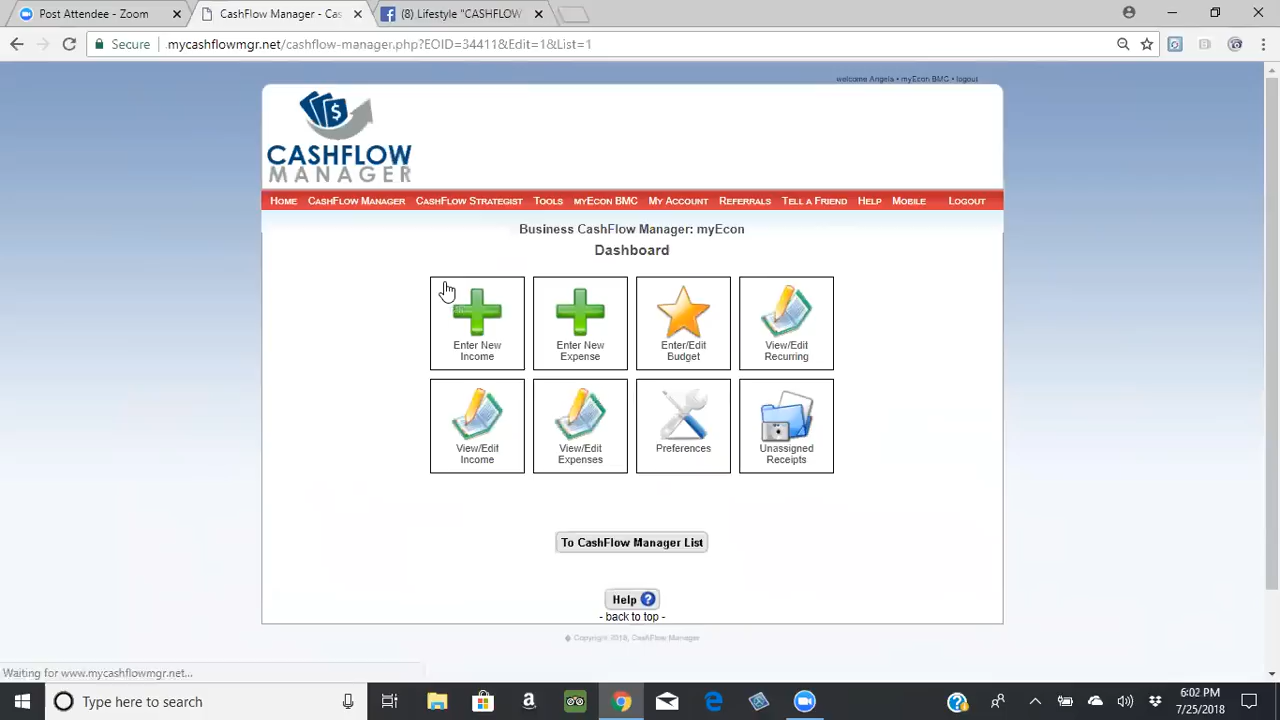 Post Attendee - Zoom
CashFlow Manager - Cas
(8) Lifestyle "CASHFLOW"
Secure
.mycashflowmgr.net/cashflow-manager.php?EOID=34411&Edit=1&List=1
welcome Angela • myEcon BMC • logout
CASHFLOW
MANAGER
HOME CASHFLOW MANAGER CASHFLOW STRATEGIST TOOLS MYECON BMC MY ACCOUNT REFERRALS TELL A FRIEND HELP MOBILE LOGOUT
Business CashFlow Manager: myEcon
Dashboard
Enter New
Income
Enter New
Expense
Enter/Edit
Budget
View/Edit
Recurring
View/Edit
Income
View/Edit
Expenses
Preferences
Unassigned
Receipts
To CashFlow Manager List
Help ?
- back to top -
Copyright 2018, CashFlow Manager
Waiting for www.mycashflowmgr.net...
Type here to search
6:02 PM
7/25/2018